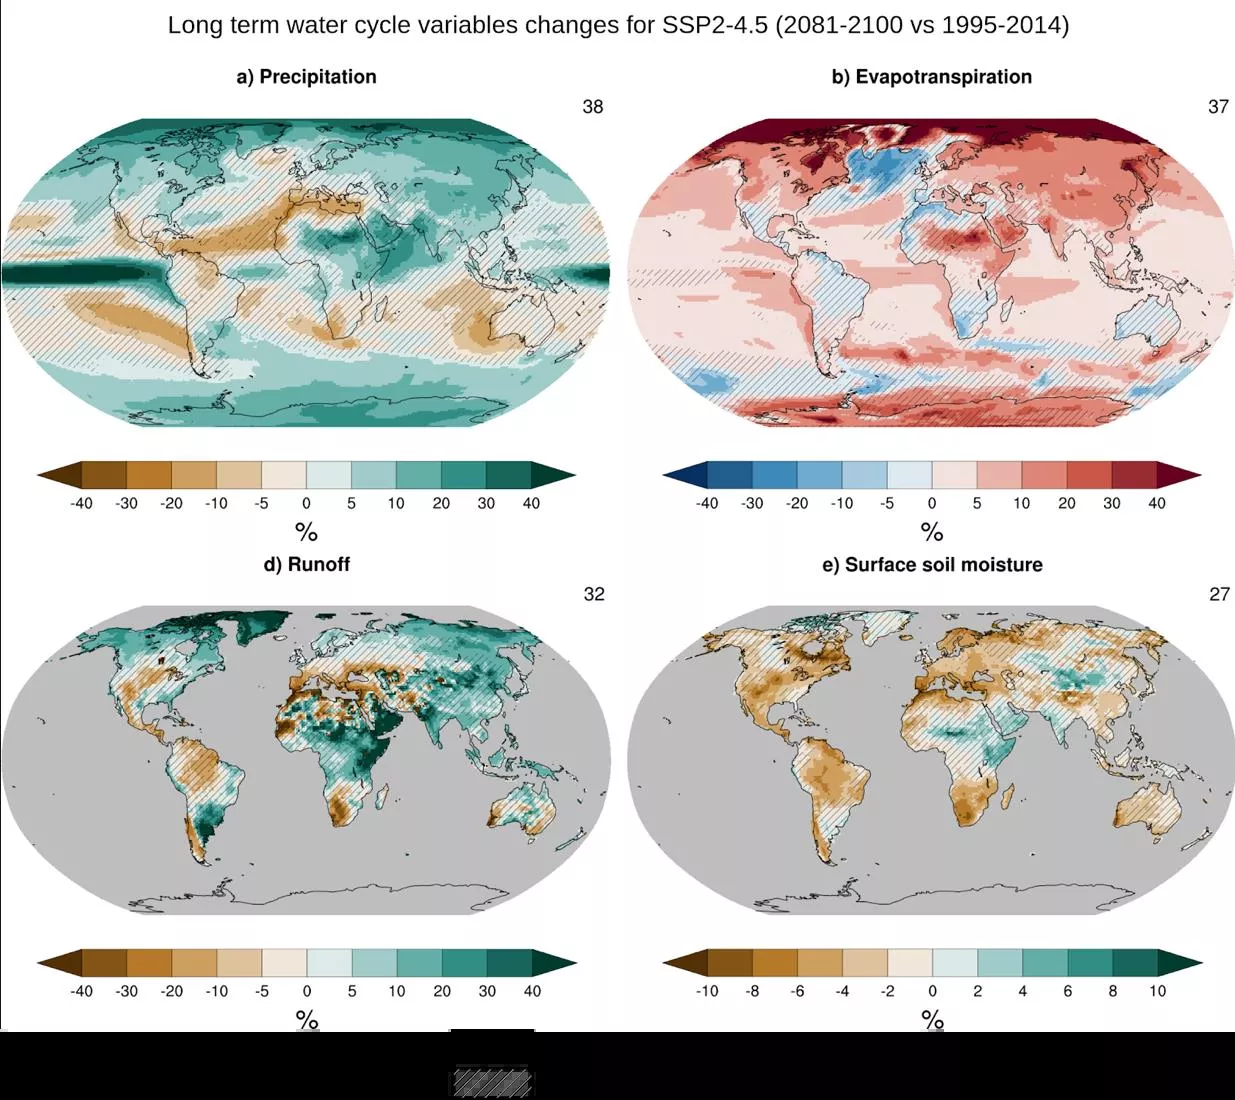 Long term water cycle variables changes for SSP2-4.5 (2081-2100 vs 1995-2014)
a) Precipitation
b) Evapotranspiration
38
37
-40 -30 -20 -10 -5 0 5 10 20 30 40
%
-40 -30 -20 -10 -5 0 5 10 20 30 40
%
d) Runoff
e) Surface soil moisture
32
27
-40 -30 -20 -10 -5 0 5 10 20 30 40
%
-10 -8 -6 -4 -2 0 2 4 6 8 10
%